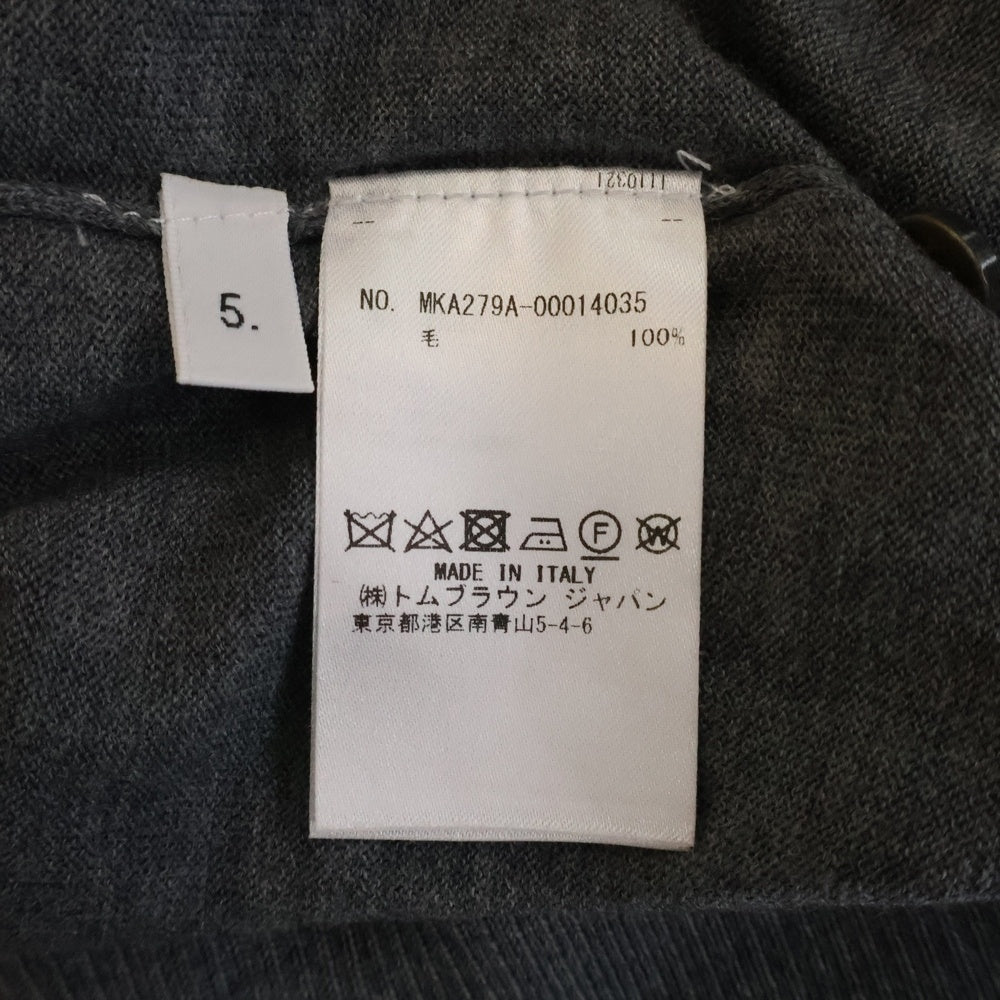 1110321
5.
NO. MKA279A-00014035
毛 100%
F W
MADE IN ITALY
㈱トムブラウン ジャパン
東京都港区南青山5-4-6